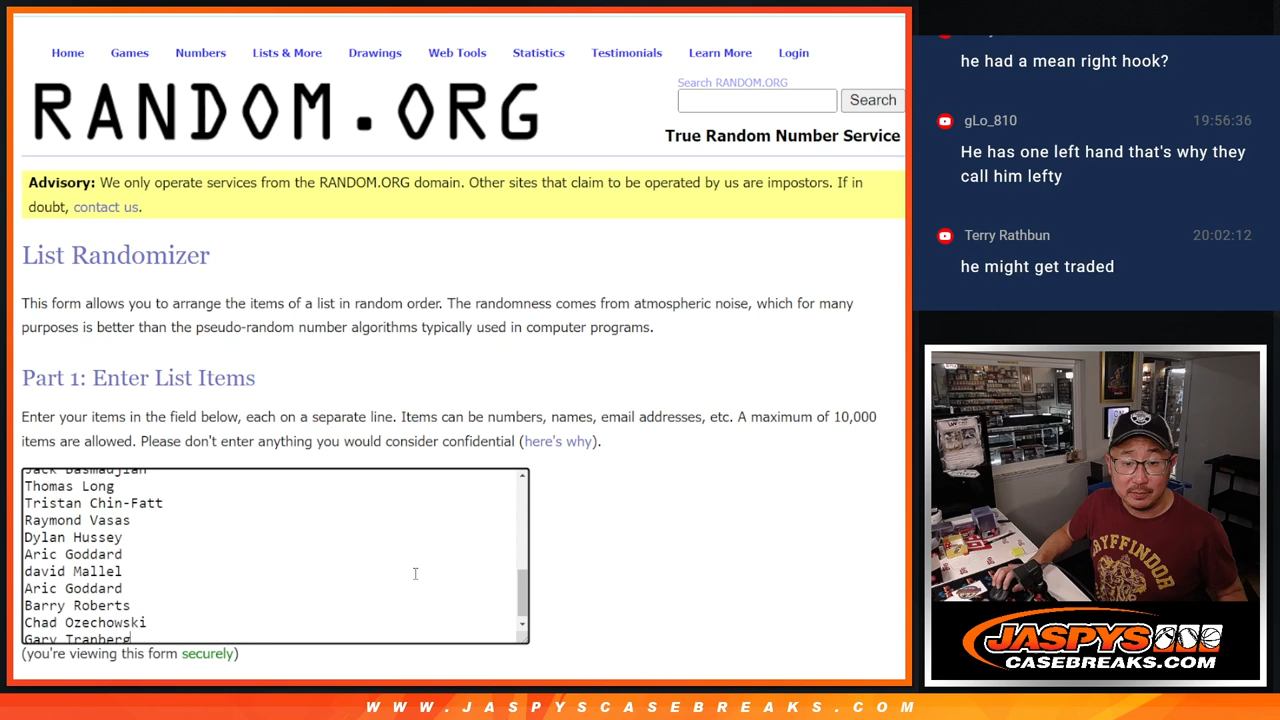 Home Games Numbers Lists & More Drawings Web Tools Statistics Testimonials Learn More Login
RANDOM.ORG
Search RANDOM.ORG
Search
True Random Number Service
Advisory: We only operate services from the RANDOM.ORG domain. Other sites that claim to be operated by us are impostors. If in
doubt, contact us.
List Randomizer
This form allows you to arrange the items of a list in random order. The randomness comes from atmospheric noise, which for many
purposes is better than the pseudo-random number algorithms typically used in computer programs.
Part 1: Enter List Items
Enter your items in the field below, each on a separate line. Items can be numbers, names, email addresses, etc. A maximum of 10,000
items are allowed. Please don't enter anything you would consider confidential (here's why).
Jack Basmadjian
Thomas Long
Tristan Chin-Fatt
Raymond Vasas
Dylan Hussey
Aric Goddard
david Mallel
Aric Goddard
Barry Roberts
Chad Ozechowski
Gary Tranberg
(you're viewing this form securely)
he had a mean right hook?
gLo_810 19:56:36
He has one left hand that's why they
call him lefty
Terry Rathbun 20:02:12
he might get traded
GRYFFINDOR
JASPYS
CASEBREAKS.COM
WWW.JASPYSCASEBREAKS.COM